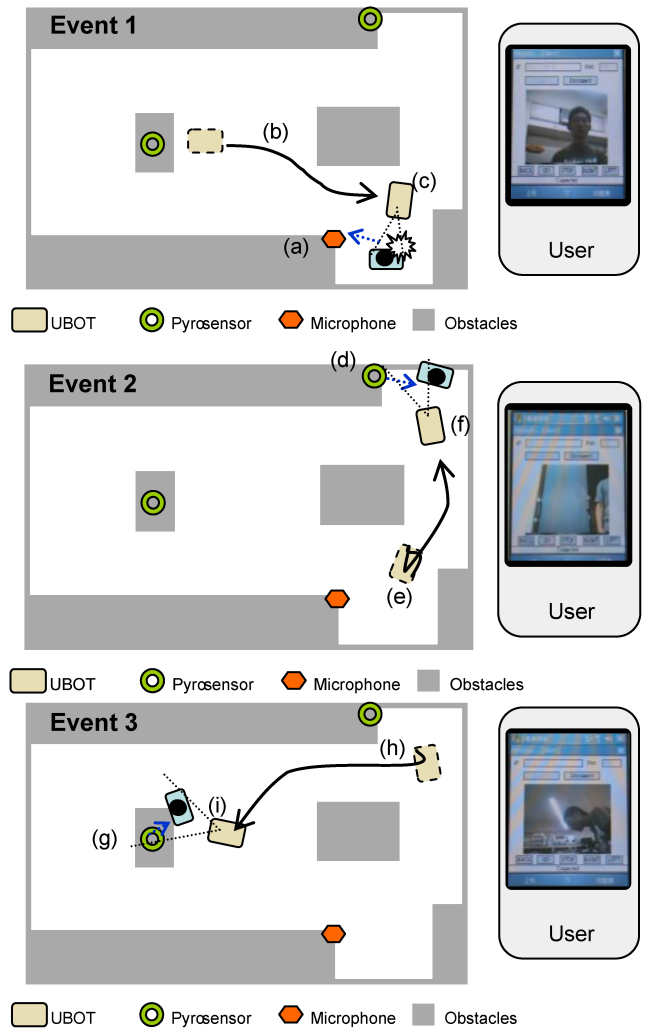 Event 1
(b)
(c)
(a)
User
UBOT
Pyrosensor
Microphone
Obstacles
(d)
Event 2
(f)
(e)
User
UBOT
Pyrosensor
Microphone
Obstacles
Event 3
(h)
(i)
(g)
User
UBOT
Pyrosensor
Microphone
Obstacles